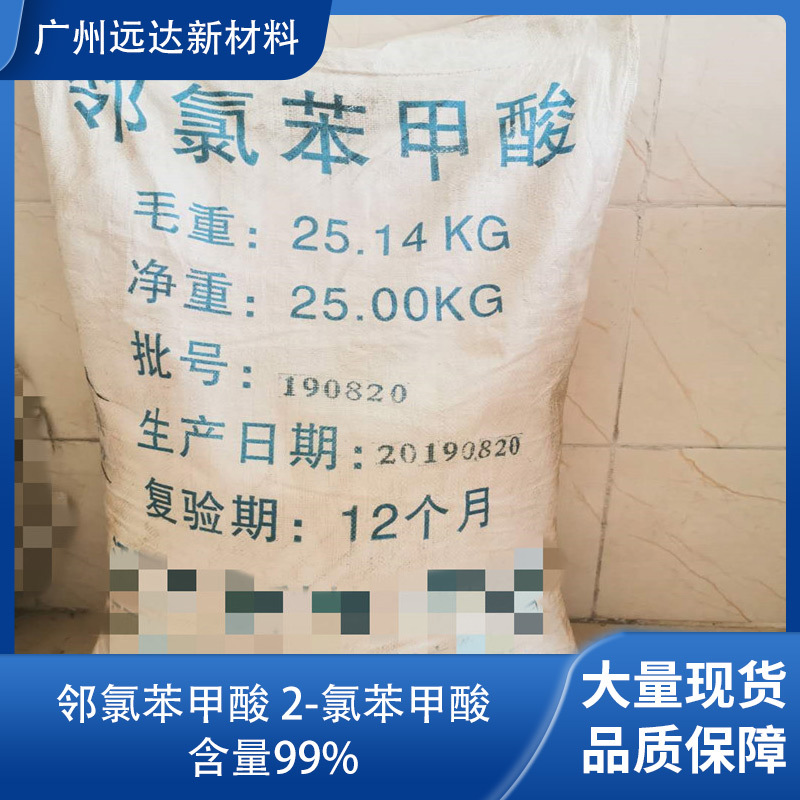 广州远达新材料
邻氯苯甲酸
毛重：25.14KG
净重：25.00KG
批号：190820
生产日期：20190820
复验期：12个月
邻氯苯甲酸 2-氯苯甲酸
含量99%
大量现货
品质保障